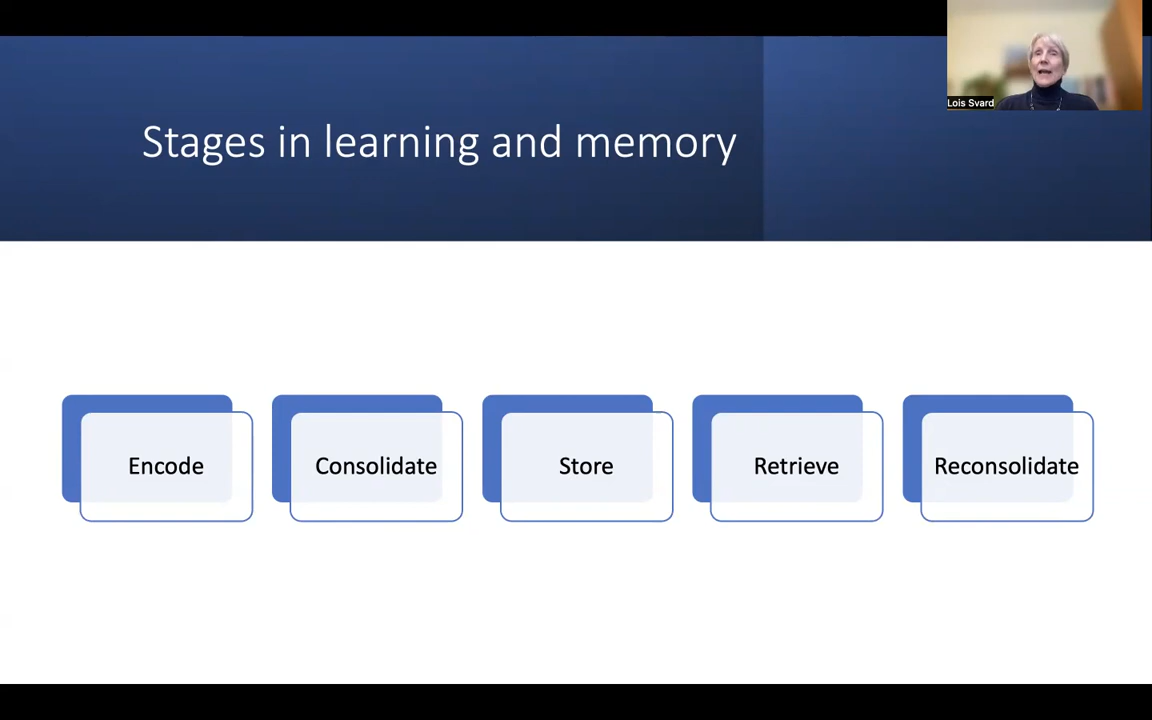 Lois Svard
Stages in learning and memory
Encode
Consolidate
Store
Retrieve
Reconsolidate